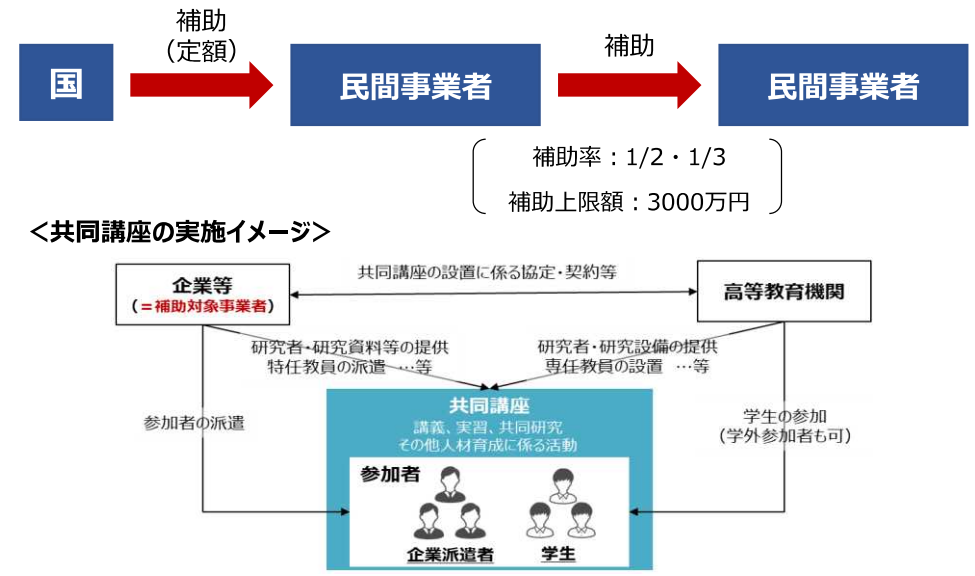 補助
（定額）
補助
国
民間事業者
民間事業者
補助率：1/2・1/3
補助上限額：3000万円
＜共同講座の実施イメージ＞
企業等
（＝補助対象事業者）
共同講座の設置に係る協定・契約等
高等教育機関
研究者・研究資料等の提供
特任教員の派遣 …等
研究者・研究設備の提供
専任教員の設置 …等
参加者の派遣
共同講座
講義、実習、共同研究
その他人材育成に係る活動
学生の参加
（学外参加者も可）
参加者
企業派遣者
学生